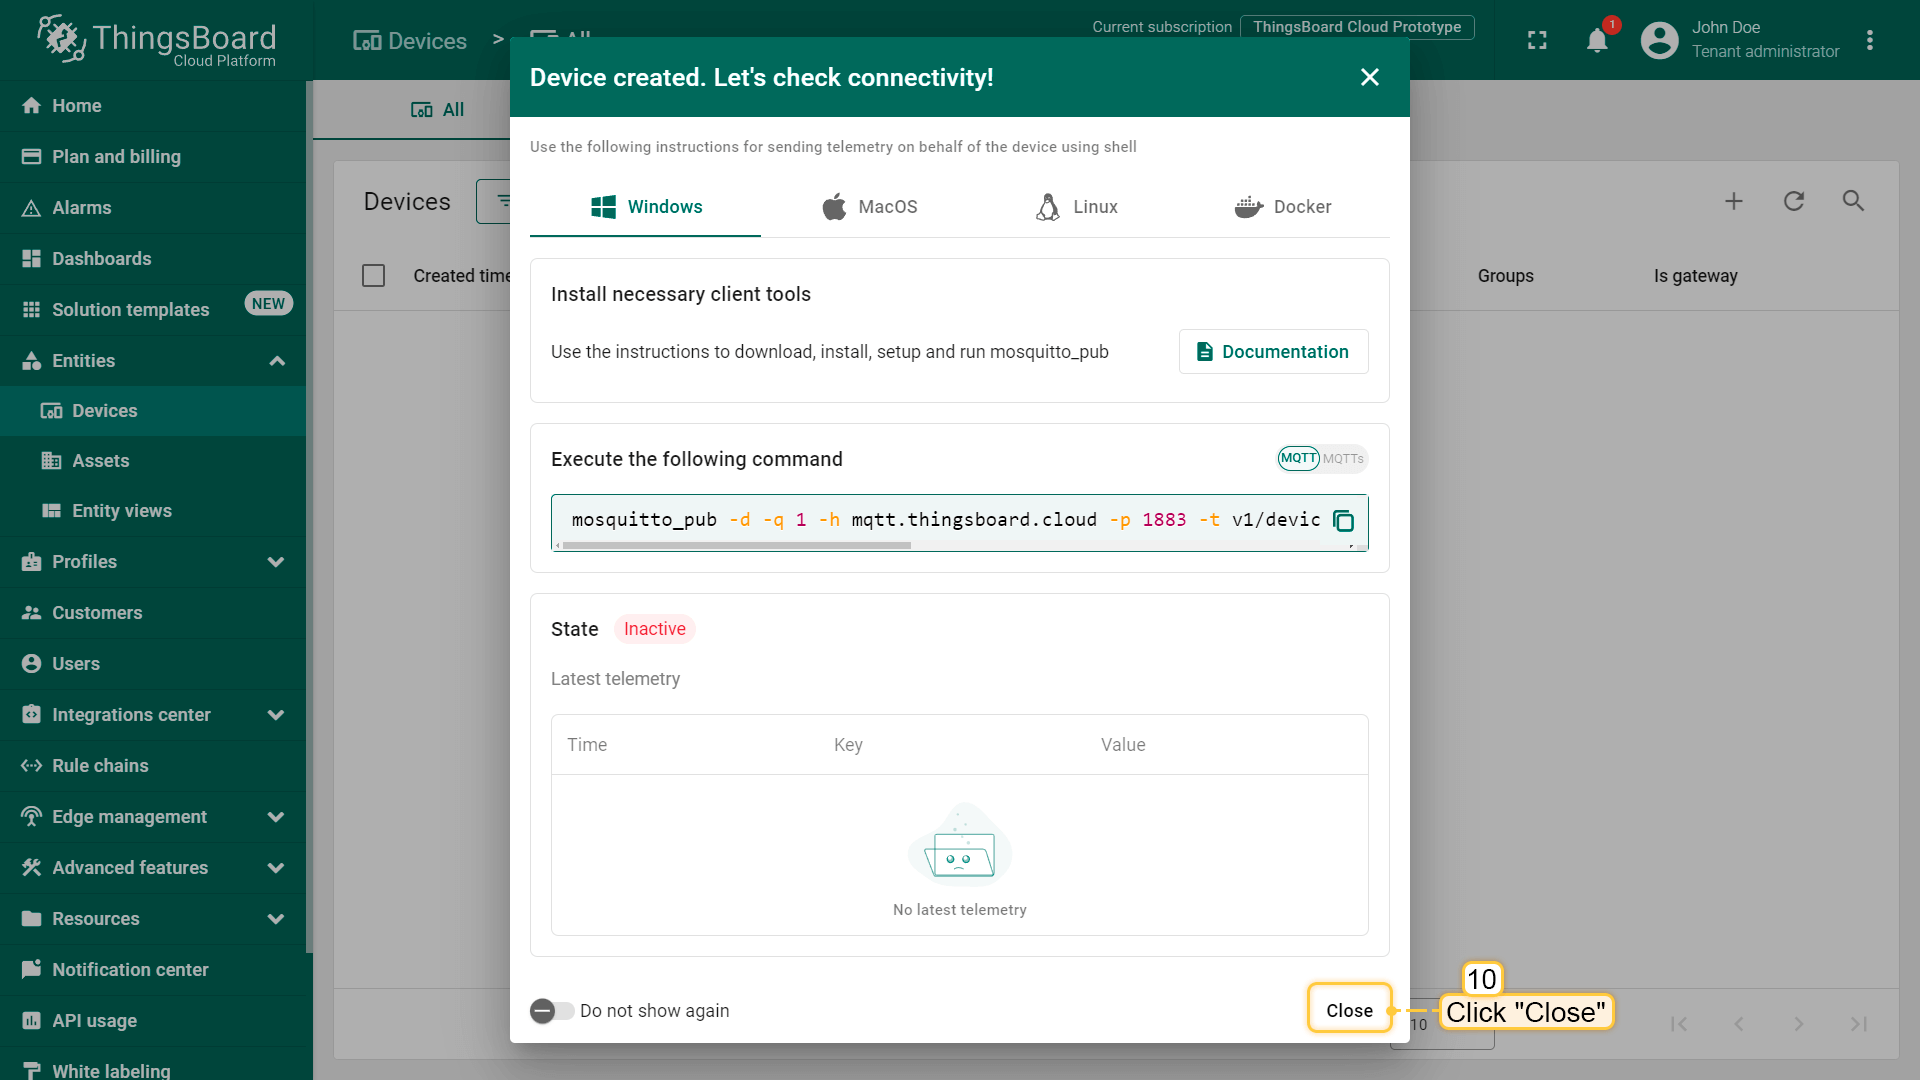 ThingsBoard
Cloud Platform
Devices > All
Current subscription ThingsBoard Cloud Prototype
1
John Doe
Tenant administrator
Home
Plan and billing
Alarms
Dashboards
Solution templates NEW
Entities
Devices
Assets
Entity views
Profiles
Customers
Users
Integrations center
Rule chains
Edge management
Advanced features
Resources
Notification center
API usage
White labeling
All
Devices
Created time
Groups
Is gateway
Device created. Let's check connectivity!
Use the following instructions for sending telemetry on behalf of the device using shell
Windows MacOS Linux Docker
Install necessary client tools
Use the instructions to download, install, setup and run mosquitto_pub
Documentation
Execute the following command
MQTT MQTTs
mosquitto_pub -d -q 1 -h mqtt.thingsboard.cloud -p 1883 -t v1/devic
State Inactive
Latest telemetry
Time Key Value
No latest telemetry
Do not show again
Close
10
10
Click "Close"